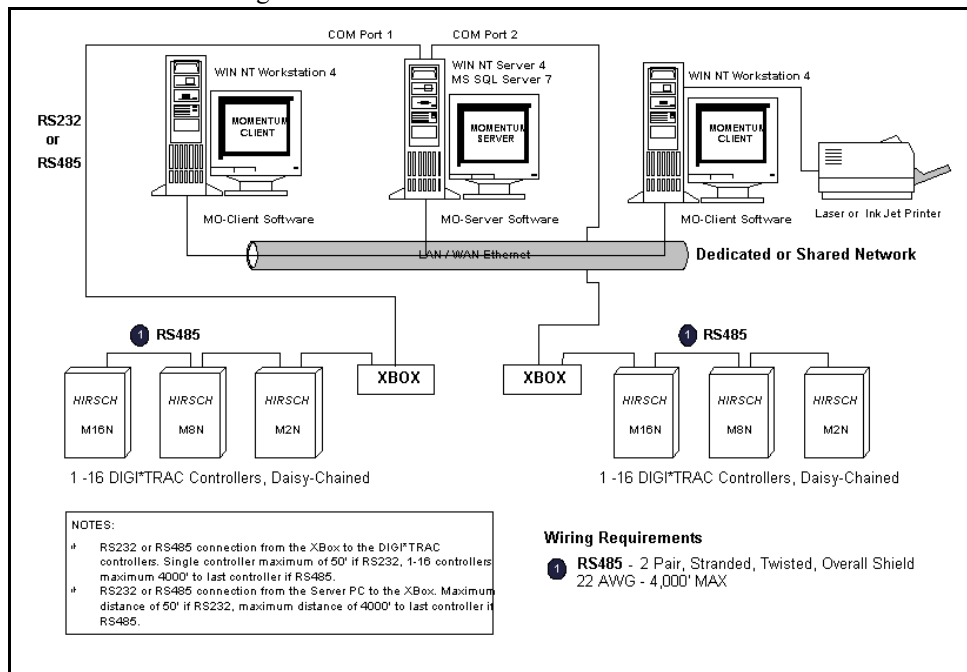 COM Port 1
COM Port 2
WIN NT Workstation 4
WIN NT Server 4
MS SQL Server 7
WIN NT Workstation 4
RS232
or
RS485
MOMENTUM
CLIENT
MOMENTUM
SERVER
MOMENTUM
CLIENT
MO-Client Software
MO-Server Software
MO-Client Software
Laser or Ink Jet Printer
LAN / WAN Ethernet
Dedicated or Shared Network
1 RS485
1 RS485
XBOX
XBOX
HIRSCH
M16N
HIRSCH
M8N
HIRSCH
M2N
HIRSCH
M16N
HIRSCH
M8N
HIRSCH
M2N
1 -16 DIGI*TRAC Controllers, Daisy-Chained
1 -16 DIGI*TRAC Controllers, Daisy-Chained
NOTES:
RS232 or RS485 connection from the XBox to the DIGI*TRAC
controllers. Single controller maximum of 50' if RS232, 1-16 controllers
maximum 4000' to last controller if RS485.
RS232 or RS485 connection from the Server PC to the XBox. Maximum
distance of 50' if RS232, maximum distance of 4000' to last controller if
RS485.
Wiring Requirements
1 RS485 - 2 Pair, Stranded, Twisted, Overall Shield
22 AWG - 4,000' MAX